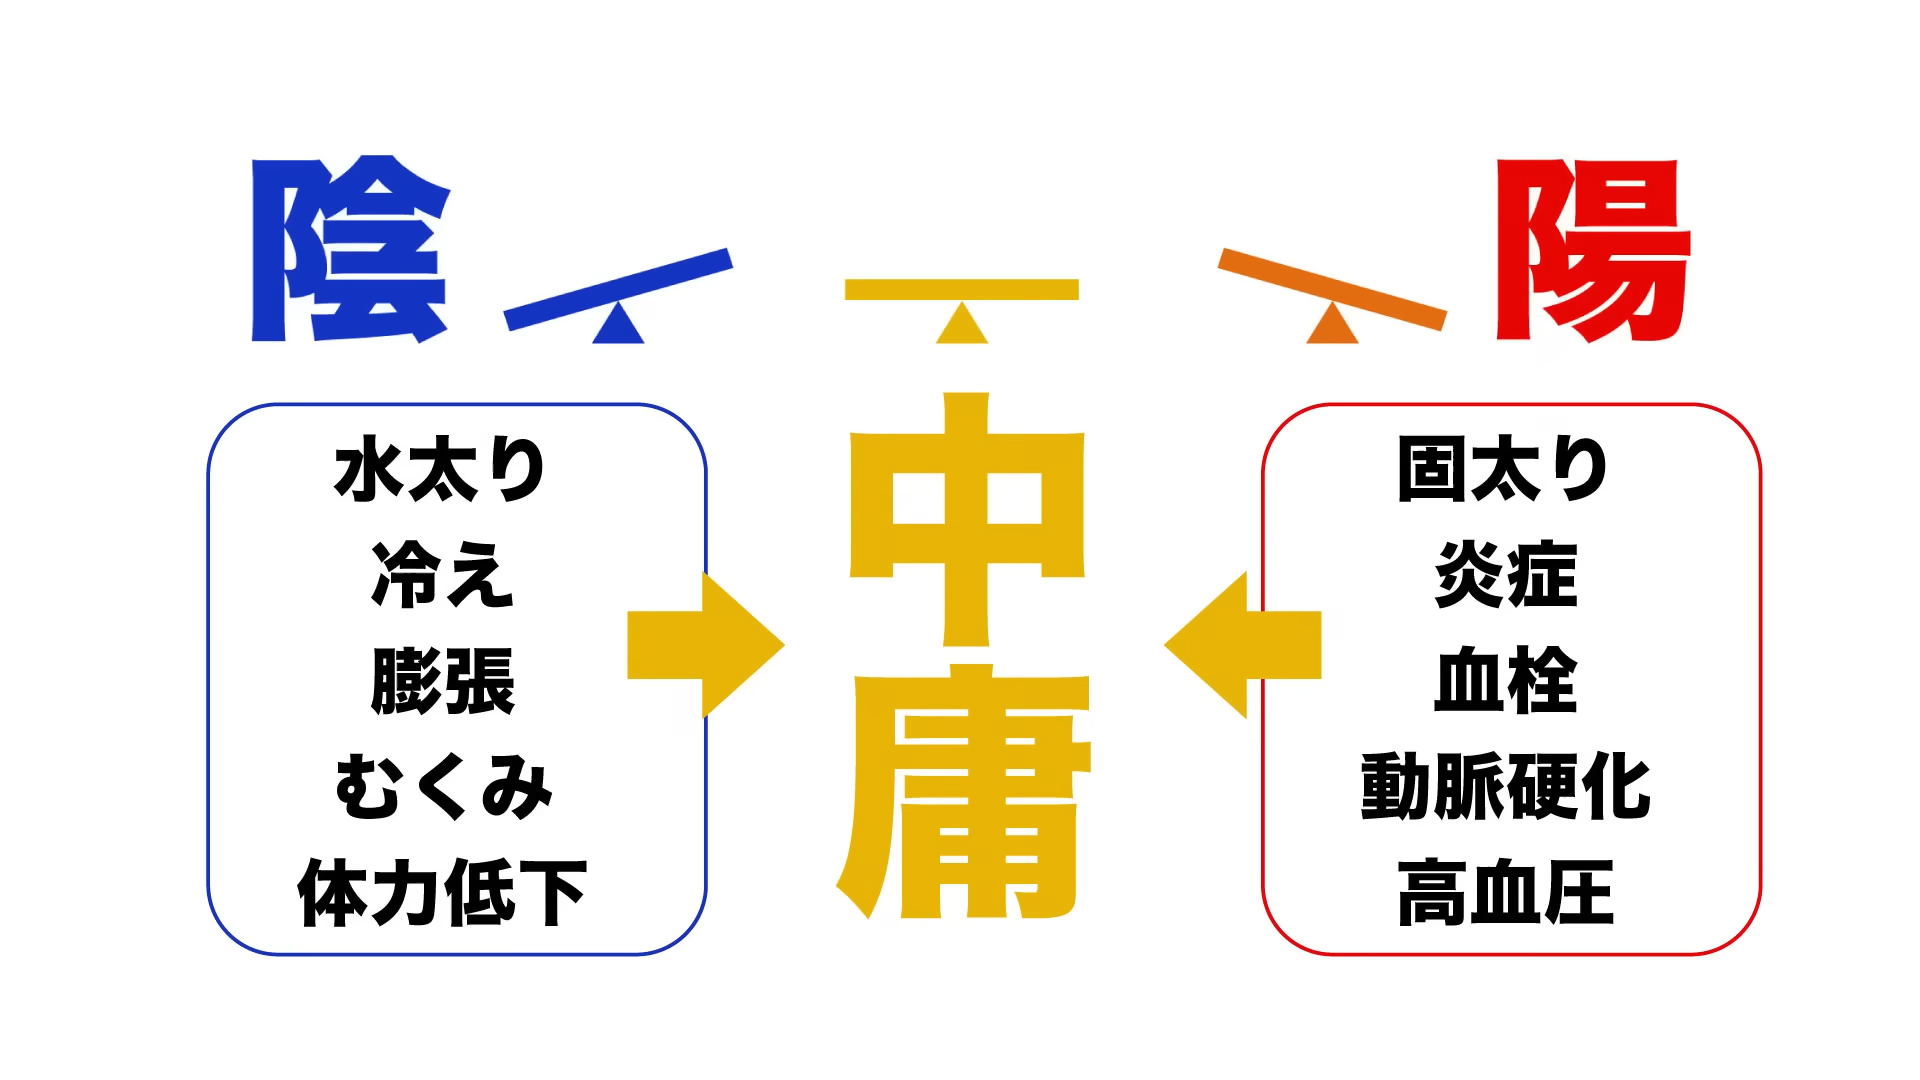 陰
陽
水太り
冷え
膨張
むくみ
体力低下
中庸
固太り
炎症
血栓
動脈硬化
高血圧